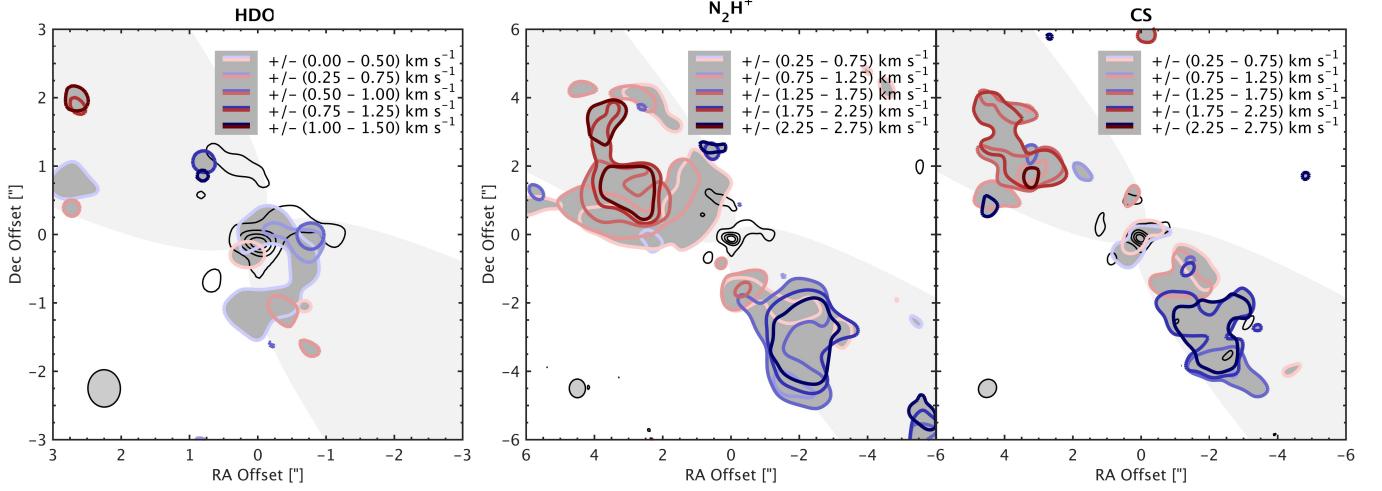 HDO
3
2
1
0
−1
−2
−3
3
2
1
0
−1
−2
−3
Dec Offset ["]
RA Offset ["]
+/− (0.00 − 0.50) km s⁻¹
+/− (0.25 − 0.75) km s⁻¹
+/− (0.50 − 1.00) km s⁻¹
+/− (0.75 − 1.25) km s⁻¹
+/− (1.00 − 1.50) km s⁻¹
N₂H⁺
6
4
2
0
−2
−4
−6
6
4
2
0
−2
−4
Dec Offset ["]
RA Offset ["]
+/− (0.25 − 0.75) km s⁻¹
+/− (0.75 − 1.25) km s⁻¹
+/− (1.25 − 1.75) km s⁻¹
+/− (1.75 − 2.25) km s⁻¹
+/− (2.25 − 2.75) km s⁻¹
CS
0
−6
4
2
0
−2
−4
−6
RA Offset ["]
+/− (0.25 − 0.75) km s⁻¹
+/− (0.75 − 1.25) km s⁻¹
+/− (1.25 − 1.75) km s⁻¹
+/− (1.75 − 2.25) km s⁻¹
+/− (2.25 − 2.75) km s⁻¹